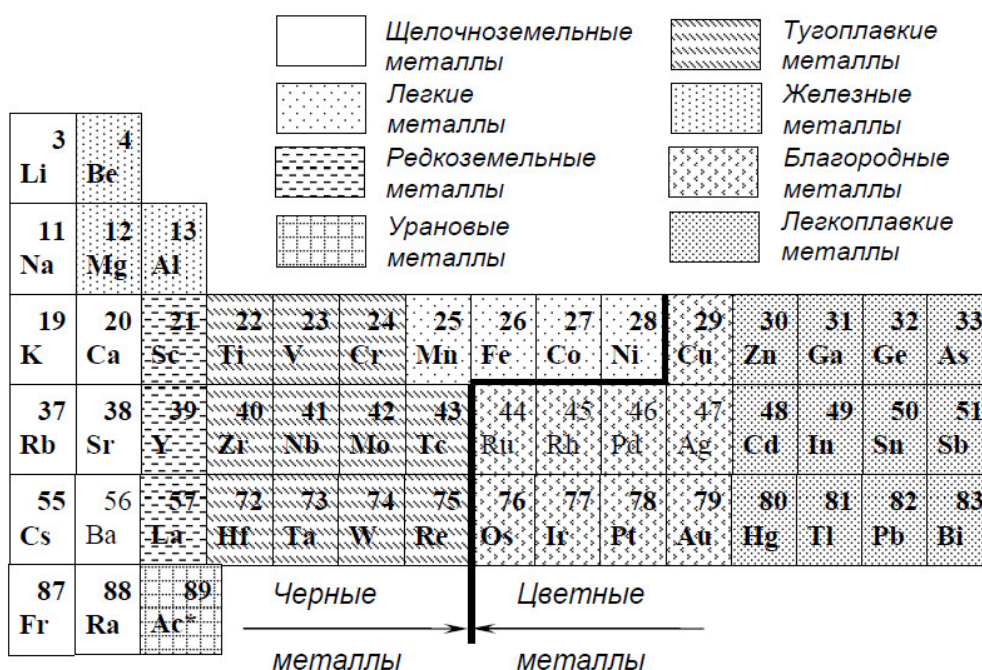 Щелочноземельные
металлы
Тугоплавкие
металлы
Легкие
металлы
Железные
металлы
Редкоземельные
металлы
Благородные
металлы
Урановые
металлы
Легкоплавкие
металлы
3 4
Li Be
11 12 13
Na Mg Al
19 20 21 22 23 24 25 26 27 28 29 30 31 32 33
K Ca Sc Ti V Cr Mn Fe Co Ni Cu Zn Ga Ge As
37 38 39 40 41 42 43 44 45 46 47 48 49 50 51
Rb Sr Y Zr Nb Mo Tc Ru Rh Pd Ag Cd In Sn Sb
55 56 57 72 73 74 75 76 77 78 79 80 81 82 83
Cs Ba La Hf Ta W Re Os Ir Pt Au Hg Tl Pb Bi
87 88 89
Fr Ra Ac*
Черные
металлы
Цветные
металлы